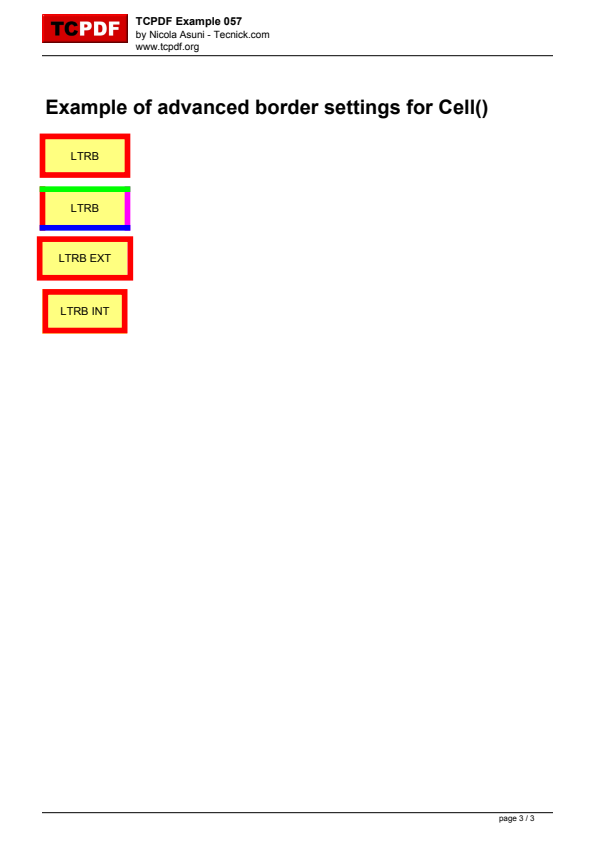 TCPDF
TCPDF Example 057
by Nicola Asuni - Tecnick.com
www.tcpdf.org
Example of advanced border settings for Cell()
LTRB
LTRB
LTRB EXT
LTRB INT
page 3 / 3